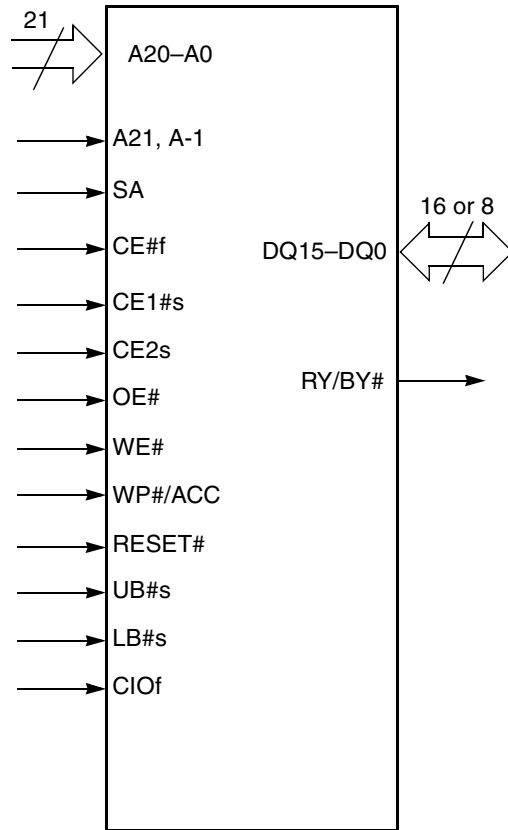 21
A20–A0
A21, A-1
SA
16 or 8
CE#f
DQ15–DQ0
CE1#s
CE2s
RY/BY#
OE#
WE#
WP#/ACC
RESET#
UB#s
LB#s
CIOf